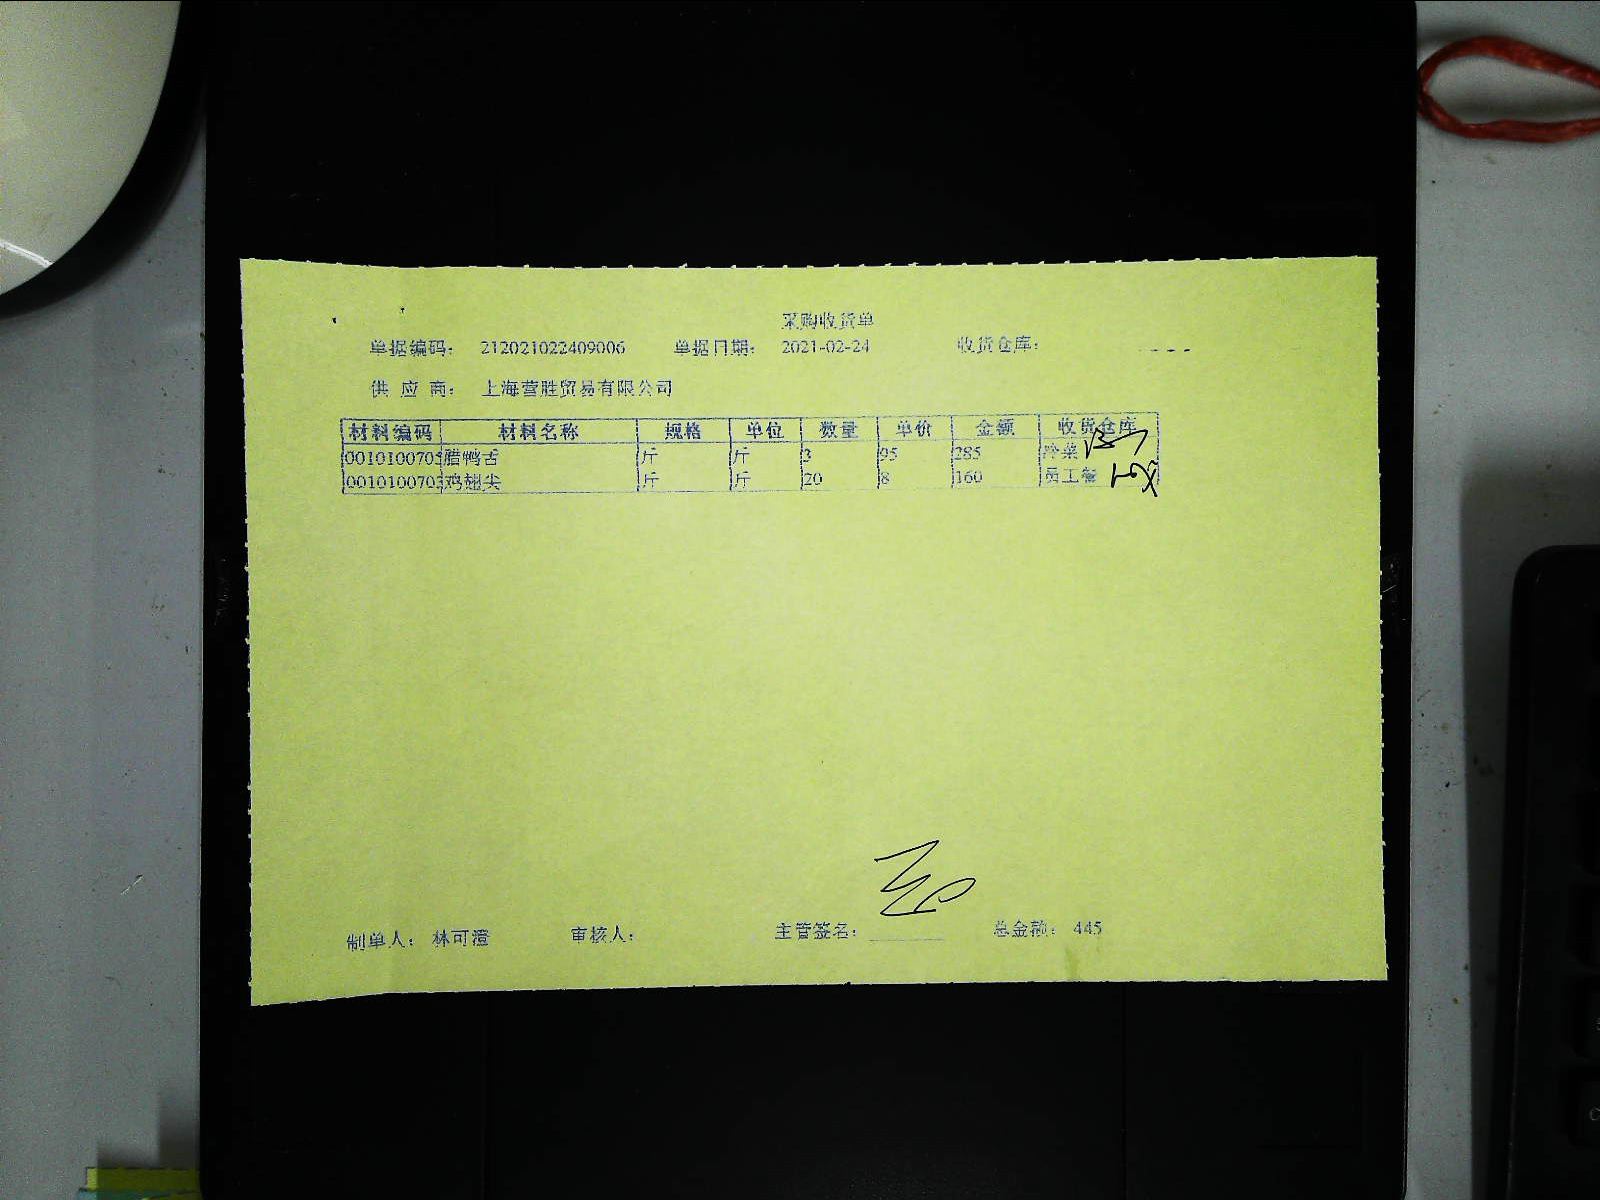 采购收货单
单据编码: 212021022409006 单据日期: 2021-02-24 收货仓库:
供 应 商: 上海营胜贸易有限公司
材料编码 材料名称 规格 单位 数量 单价 金额 收货仓库
0010100705 腊鸭舌 斤 斤 3 95 285 冷菜
0010100703 鸡翅尖 斤 斤 20 8 160 员工餐
制单人: 林可澄 审核人: 主管签名: 总金额: 445